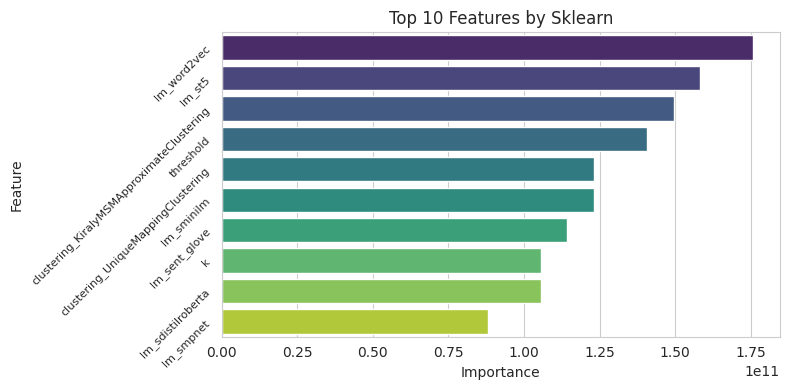 Top 10 Features by Sklearn
Feature
lm_word2vec
lm_st5
clustering_KiralyMSMApproximateClustering
threshold
clustering_UniqueMappingClustering
lm_sminilm
lm_sent_glove
k
lm_sdistilroberta
lm_smpnet
0.00 0.25 0.50 0.75 1.00 1.25 1.50 1.75
1e11
Importance